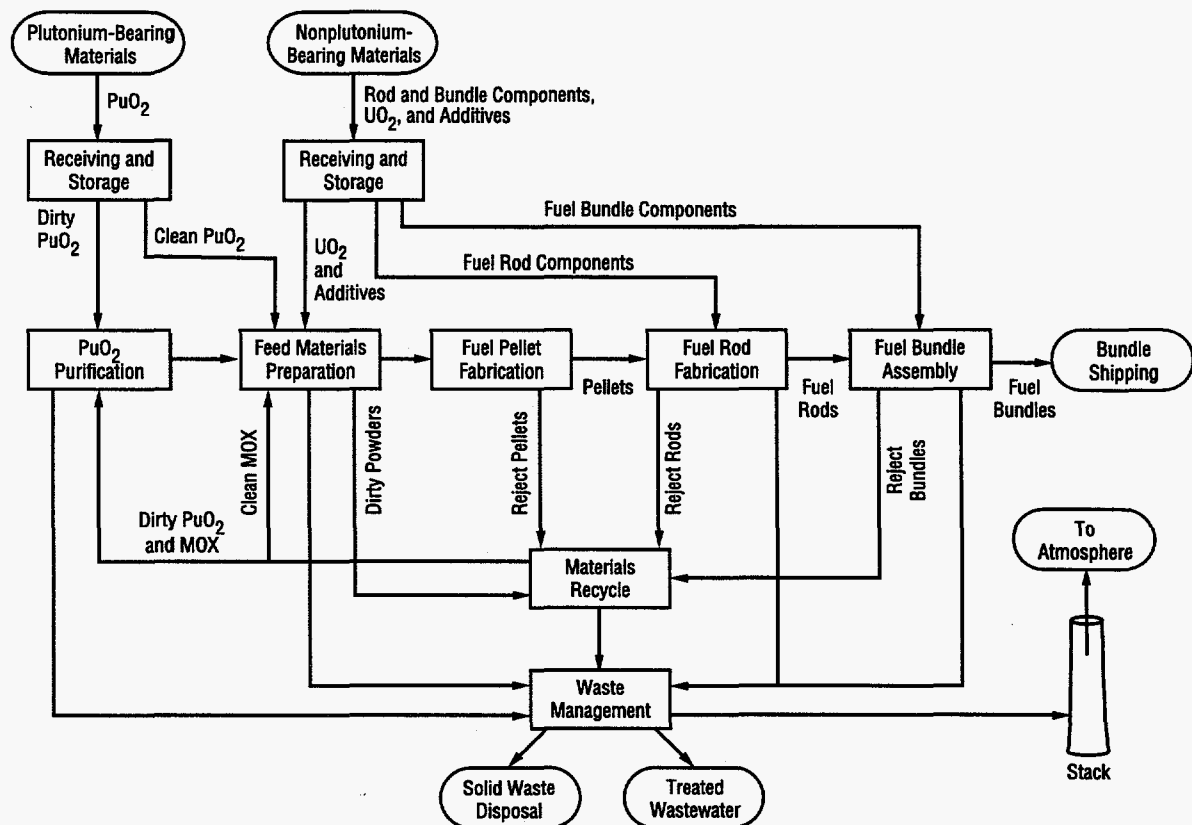 Plutonium-Bearing
Materials
Nonplutonium-
Bearing Materials
PuO2
Rod and Bundle Components,
UO2, and Additives
Receiving and
Storage
Receiving and
Storage
Dirty
PuO2
Clean PuO2
UO2
and
Additives
Fuel Bundle Components
Fuel Rod Components
PuO2
Purification
Feed Materials
Preparation
Fuel Pellet
Fabrication
Pellets
Fuel Rod
Fabrication
Fuel
Rods
Fuel Bundle
Assembly
Fuel
Bundles
Bundle
Shipping
Clean MOX
Dirty Powders
Reject Pellets
Reject Rods
Reject
Bundles
Dirty PuO2
and MOX
Materials
Recycle
To
Atmosphere
Waste
Management
Stack
Solid Waste
Disposal
Treated
Wastewater